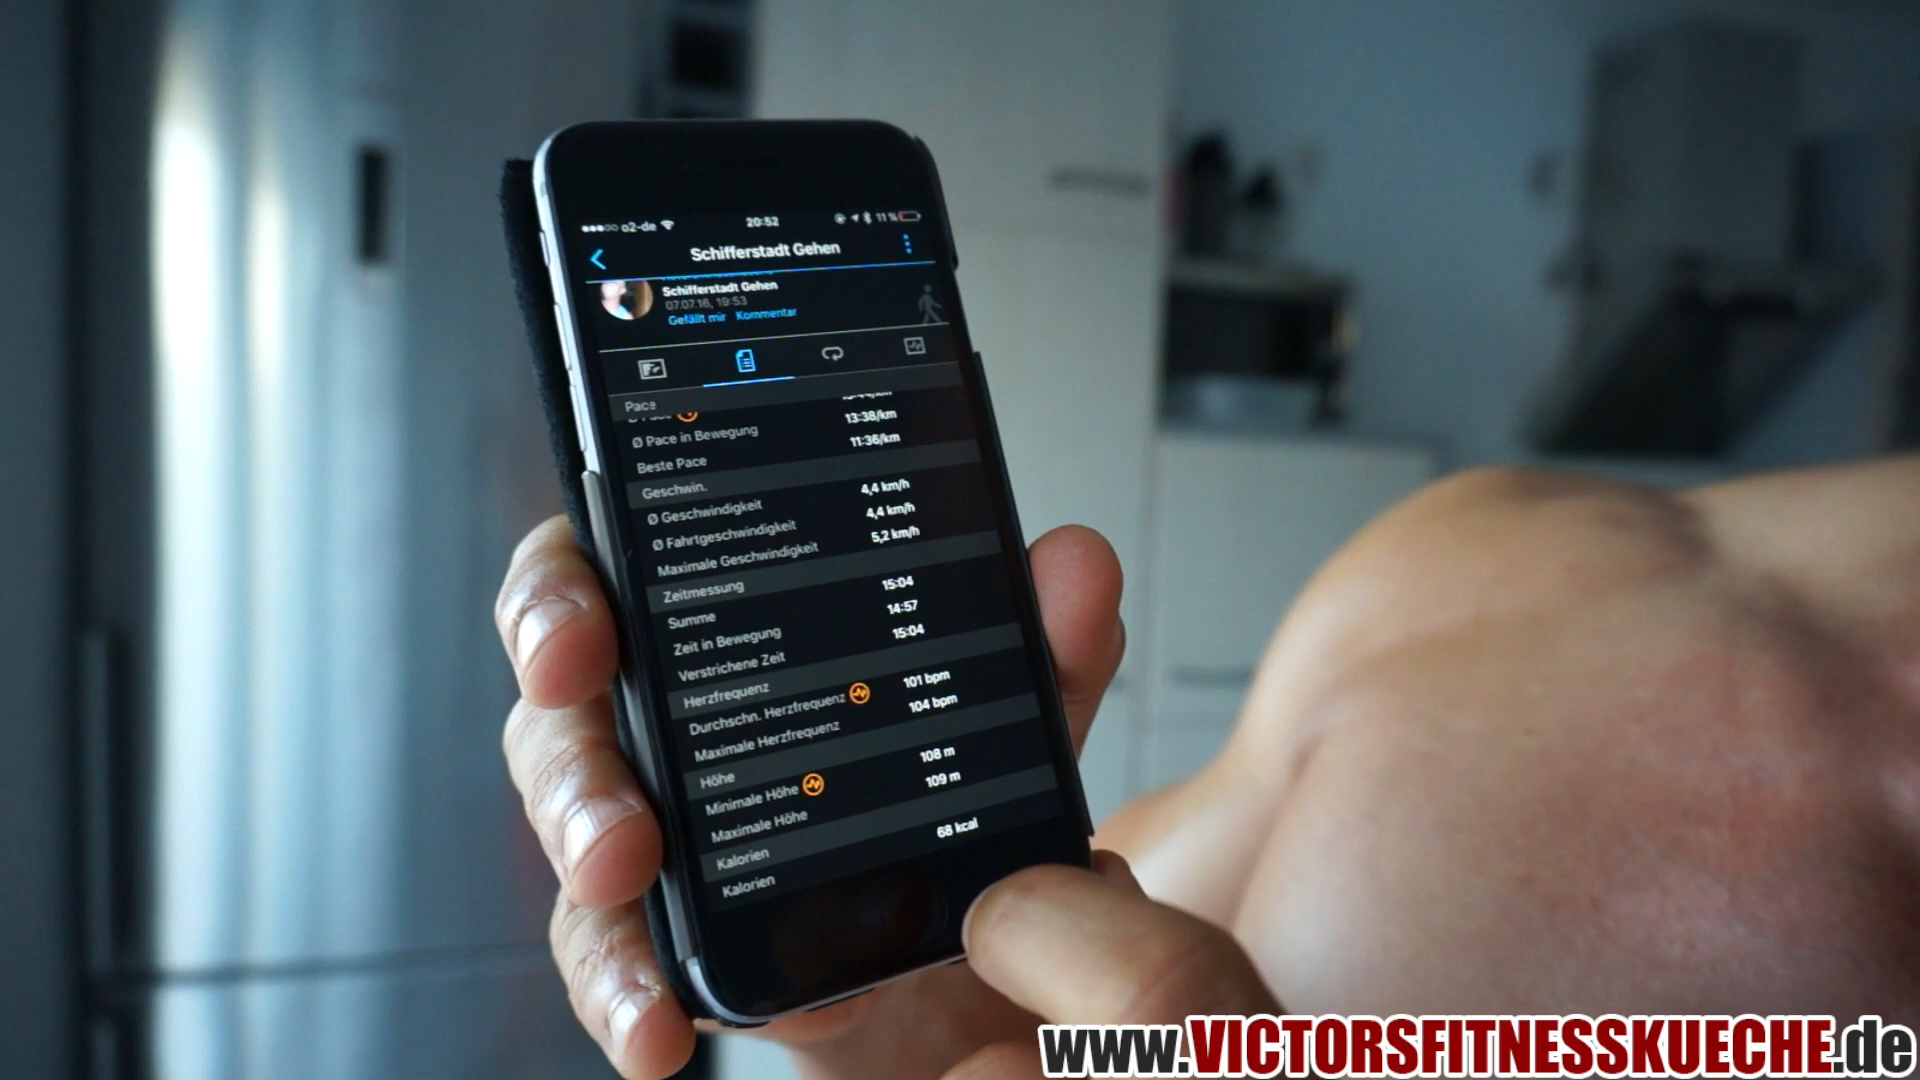 o2-de 20:52 11 %
Schifferstadt Gehen
Schifferstadt Gehen
07.07.16, 19:53
Gefällt mir Kommentar
Pace
Ø Pace in Bewegung 13:38/km
Beste Pace 11:36/km
Geschwin.
Ø Geschwindigkeit 4,4 km/h
Ø Fahrtgeschwindigkeit 4,4 km/h
Maximale Geschwindigkeit 5,2 km/h
Zeitmessung
Summe 15:04
Zeit in Bewegung 14:57
Verstrichene Zeit 15:04
Herzfrequenz
Durchschn. Herzfrequenz 101 bpm
Maximale Herzfrequenz 104 bpm
Höhe
Minimale Höhe 108 m
Maximale Höhe 109 m
Kalorien
Kalorien 68 kcal
www.VICTORSFITNESSKUECHE.de